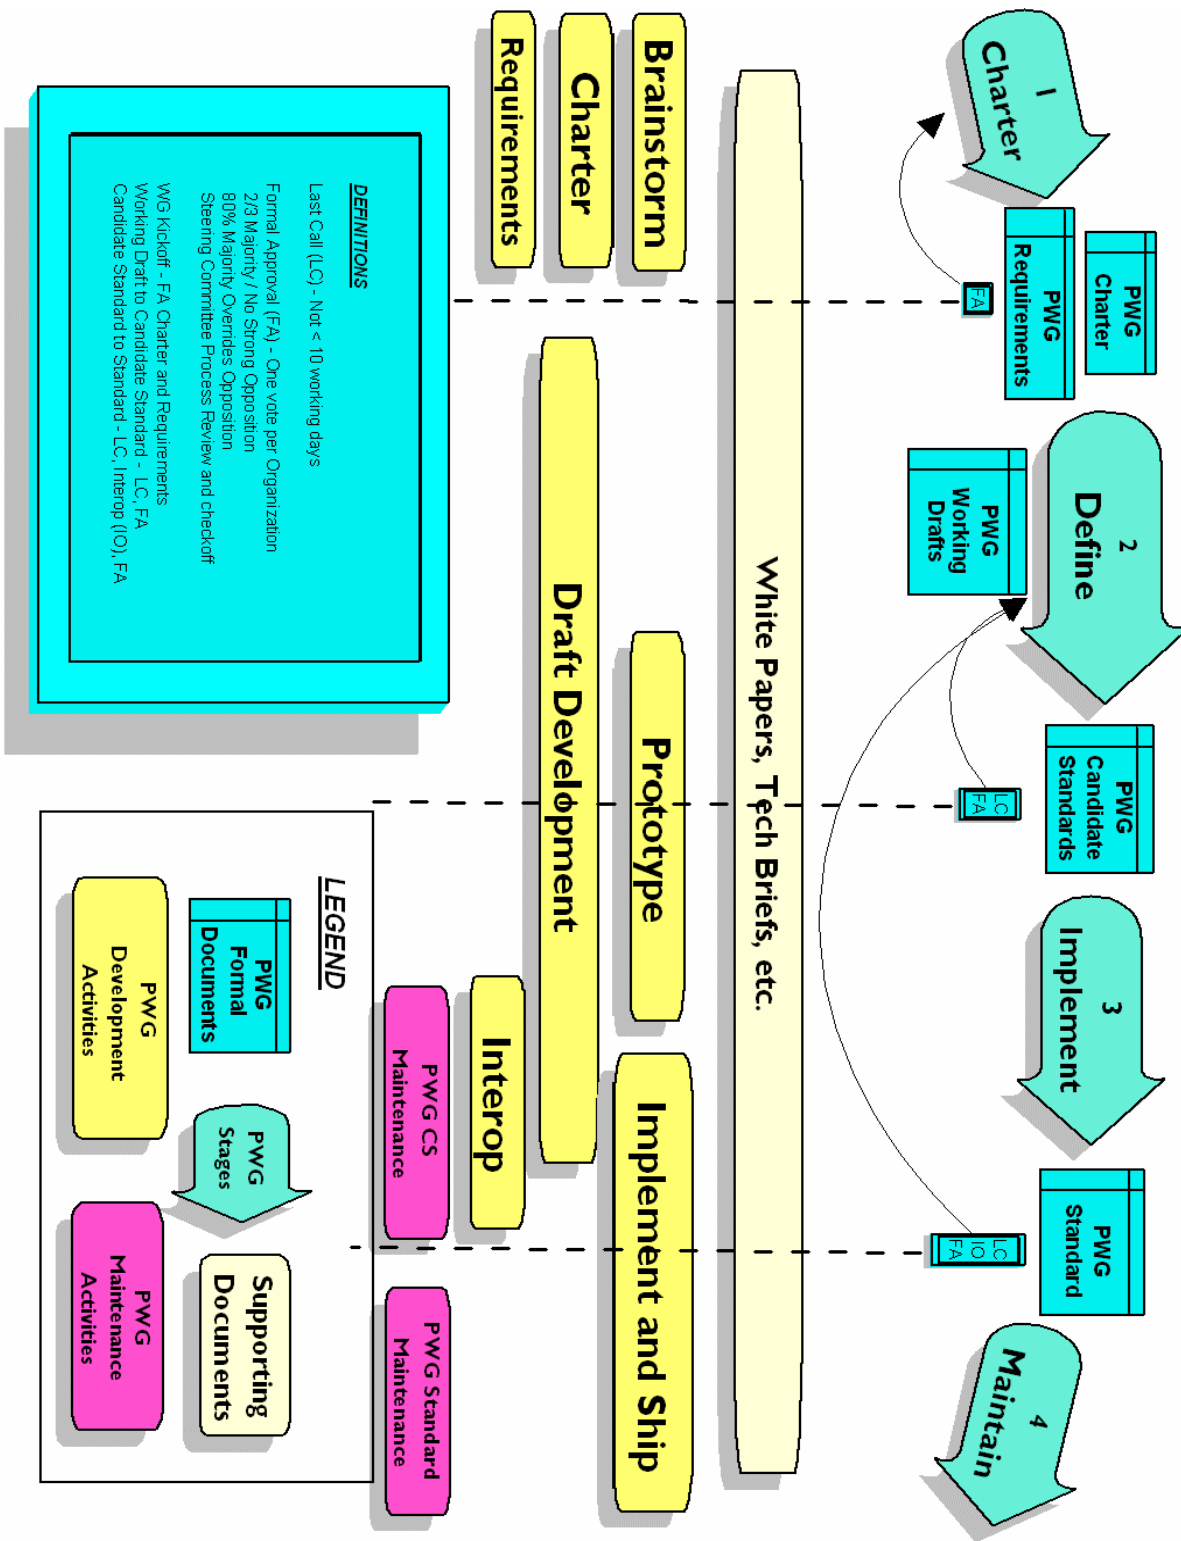 1
Charter
PWG
Charter
PWG
Requirements
FA
2
Define
PWG
Working
Drafts
PWG
Candidate
Standards
LC
FA
3
Implement
PWG
Standard
LC
IO
FA
4
Maintain
White Papers, Tech Briefs, etc.
Brainstorm
Charter
Requirements
Prototype
Implement and Ship
Draft Development
Interop
PWG CS
Maintenance
PWG Standard
Maintenance
DEFINITIONS
Last Call (LC) - Not < 10 working days
Formal Approval (FA) - One vote per Organization
2/3 Majority / No Strong Opposition
80% Majority Overrides Opposition
Steering Committee Process Review and checkoff
WG Kickoff - FA Charter and Requirements
Working Draft to Candidate Standard - LC, FA
Candidate Standard to Standard - LC, Interop (IO), FA
LEGEND
PWG
Formal
Documents
PWG
Stages
Supporting
Documents
PWG
Development
Activities
PWG
Maintenance
Activities